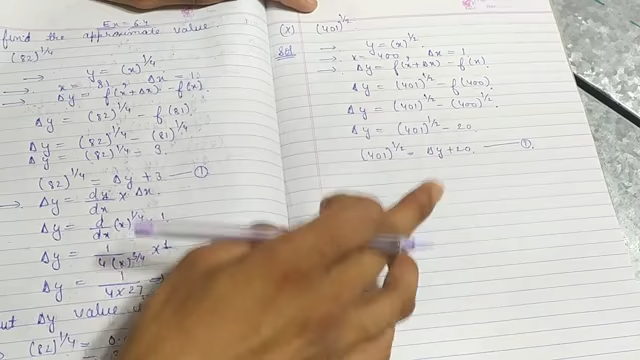 Ex - 6.4
find the approximate value.
(82)^1/4
→ y = (x)^1/4
→ x = 81, Δx = 1.
→ Δy = f(x+Δx) - f(x)
Δy = (82)^1/4 - f(81)
Δy = (82)^1/4 - (81)^1/4
Δy = (82)^1/4 - 3.
(82)^1/4 = Δy + 3 — ①
→ Δy = dy/dx × Δx
Δy = d/dx (x)^1/4 · 1
Δy = 1/4(x)^3/4 × 1
Δy = 1/4×27
put Δy value
→ (82)^1/4 =
(x) (401)^1/2
Sol → y = (x)^1/2
→ x = 400, Δx = 1
→ Δy = f(x+Δx) - f(x).
Δy = (401)^1/2 - f(400)
Δy = (401)^1/2 - (400)^1/2.
Δy = (401)^1/2 - 20.
(401)^1/2 = Δy + 20. — ①.